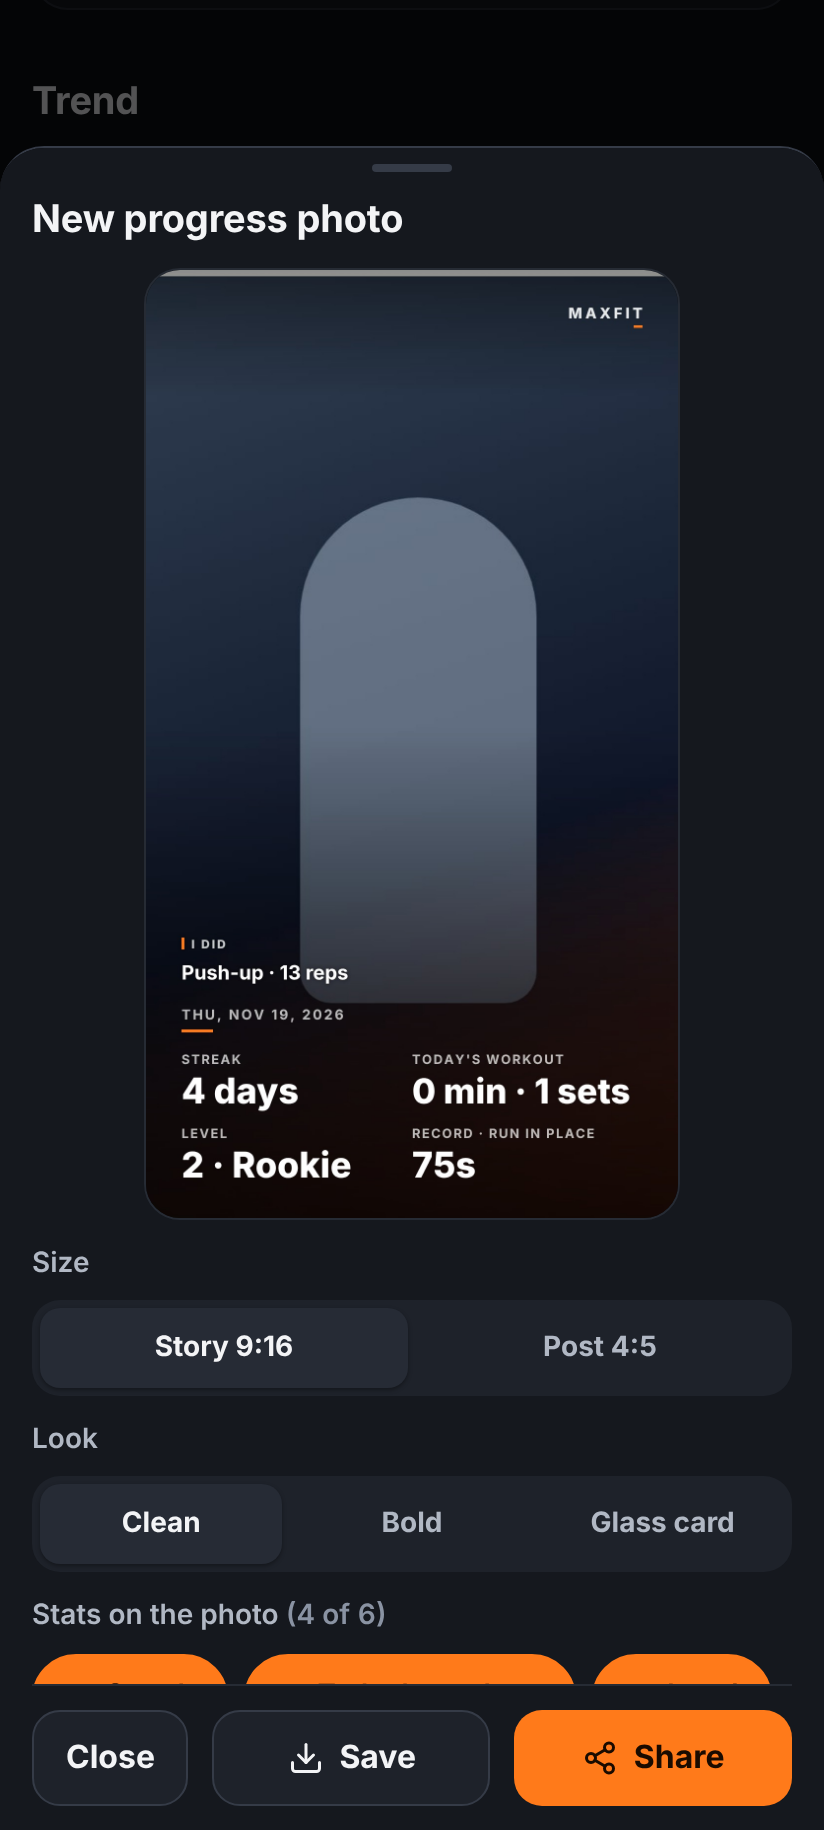 Trend
New progress photo
MAXFIT
I DID
Push-up · 13 reps
THU, NOV 19, 2026
STREAK
4 days
TODAY'S WORKOUT
0 min · 1 sets
LEVEL
2 · Rookie
RECORD · RUN IN PLACE
75s
Size
Story 9:16
Post 4:5
Look
Clean
Bold
Glass card
Stats on the photo (4 of 6)
Close
Save
Share